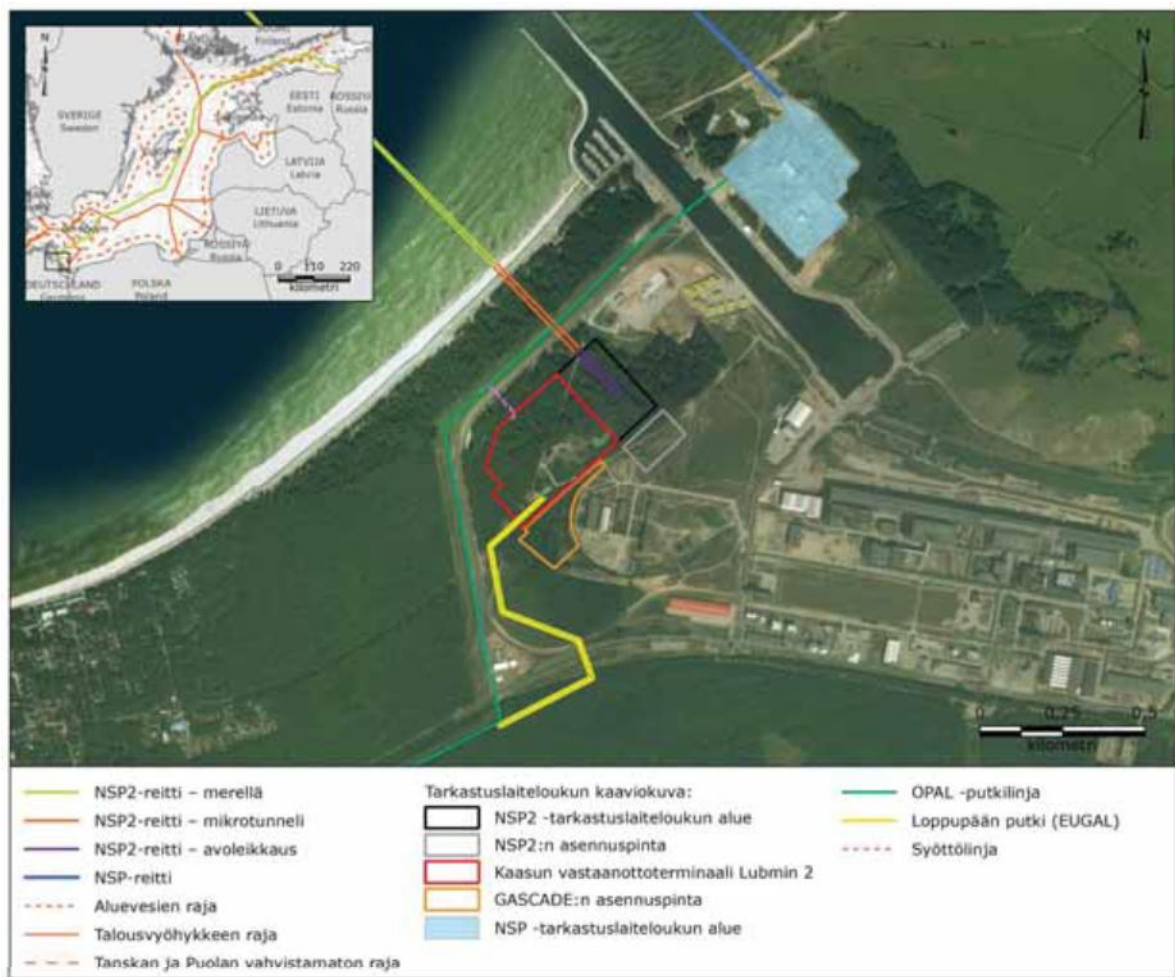 N
SVERIGE
Sweden
Finland
EESTI
Estonia
ROSSIYA
Russia
LATVIJA
Latvia
LIETUVA
Lithuania
ROSSIYA
Russia
POLSKA
Poland
DEUTSCHLAND
Germany
0 110 220
kilometri
N
0 0,25 0,5
kilometri
NSP2-reitti – merellä
NSP2-reitti – mikrotunneli
NSP2-reitti – avoleikkaus
NSP-reitti
Aluevesien raja
Talousvyöhykkeen raja
Tanskan ja Puolan vahvistamaton raja
Tarkastuslaiteloukun kaaviokuva:
NSP2 -tarkastuslaiteloukun alue
NSP2:n asennuspinta
Kaasun vastaanottoterminaali Lubmin 2
GASCADE:n asennuspinta
NSP -tarkastuslaiteloukun alue
OPAL -putkilinja
Loppupään putki (EUGAL)
Syöttölinja